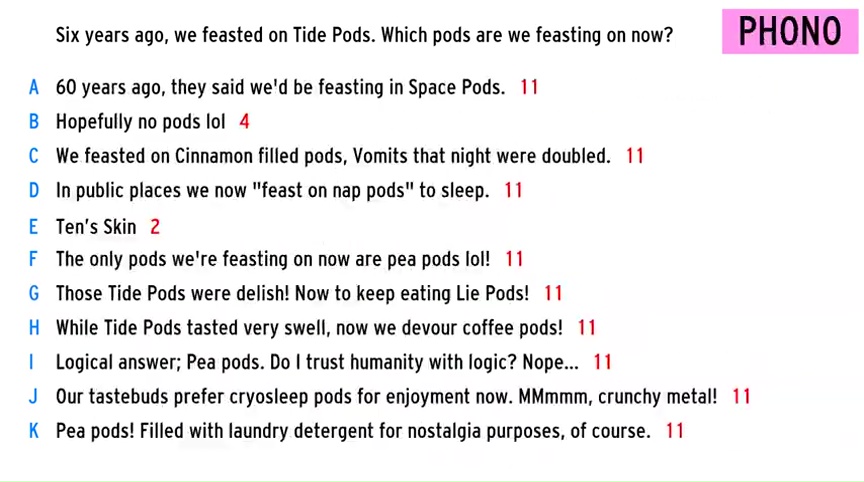 Six years ago, we feasted on Tide Pods. Which pods are we feasting on now?
PHONO
A 60 years ago, they said we'd be feasting in Space Pods. 11
B Hopefully no pods lol 4
C We feasted on Cinnamon filled pods, Vomits that night were doubled. 11
D In public places we now "feast on nap pods" to sleep. 11
E Ten's Skin 2
F The only pods we're feasting on now are pea pods lol! 11
G Those Tide Pods were delish! Now to keep eating Lie Pods! 11
H While Tide Pods tasted very swell, now we devour coffee pods! 11
I Logical answer; Pea pods. Do I trust humanity with logic? Nope... 11
J Our tastebuds prefer cryosleep pods for enjoyment now. MMmmm, crunchy metal! 11
K Pea pods! Filled with laundry detergent for nostalgia purposes, of course. 11